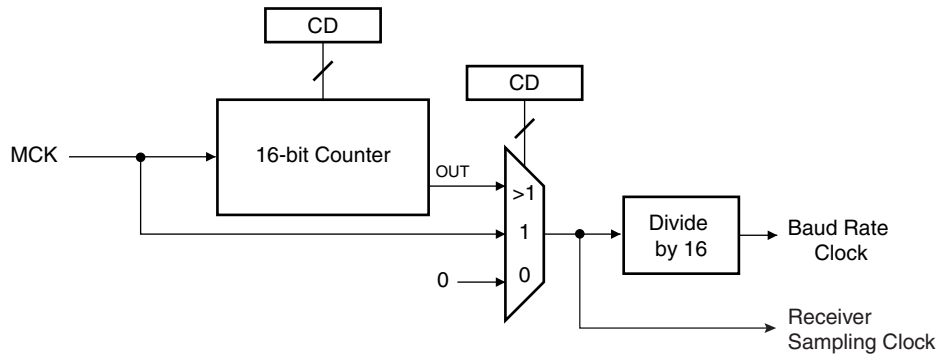 CD
CD
MCK
16-bit Counter
OUT
>1
1
0
0
Divide
by 16
Baud Rate
Clock
Receiver
Sampling Clock